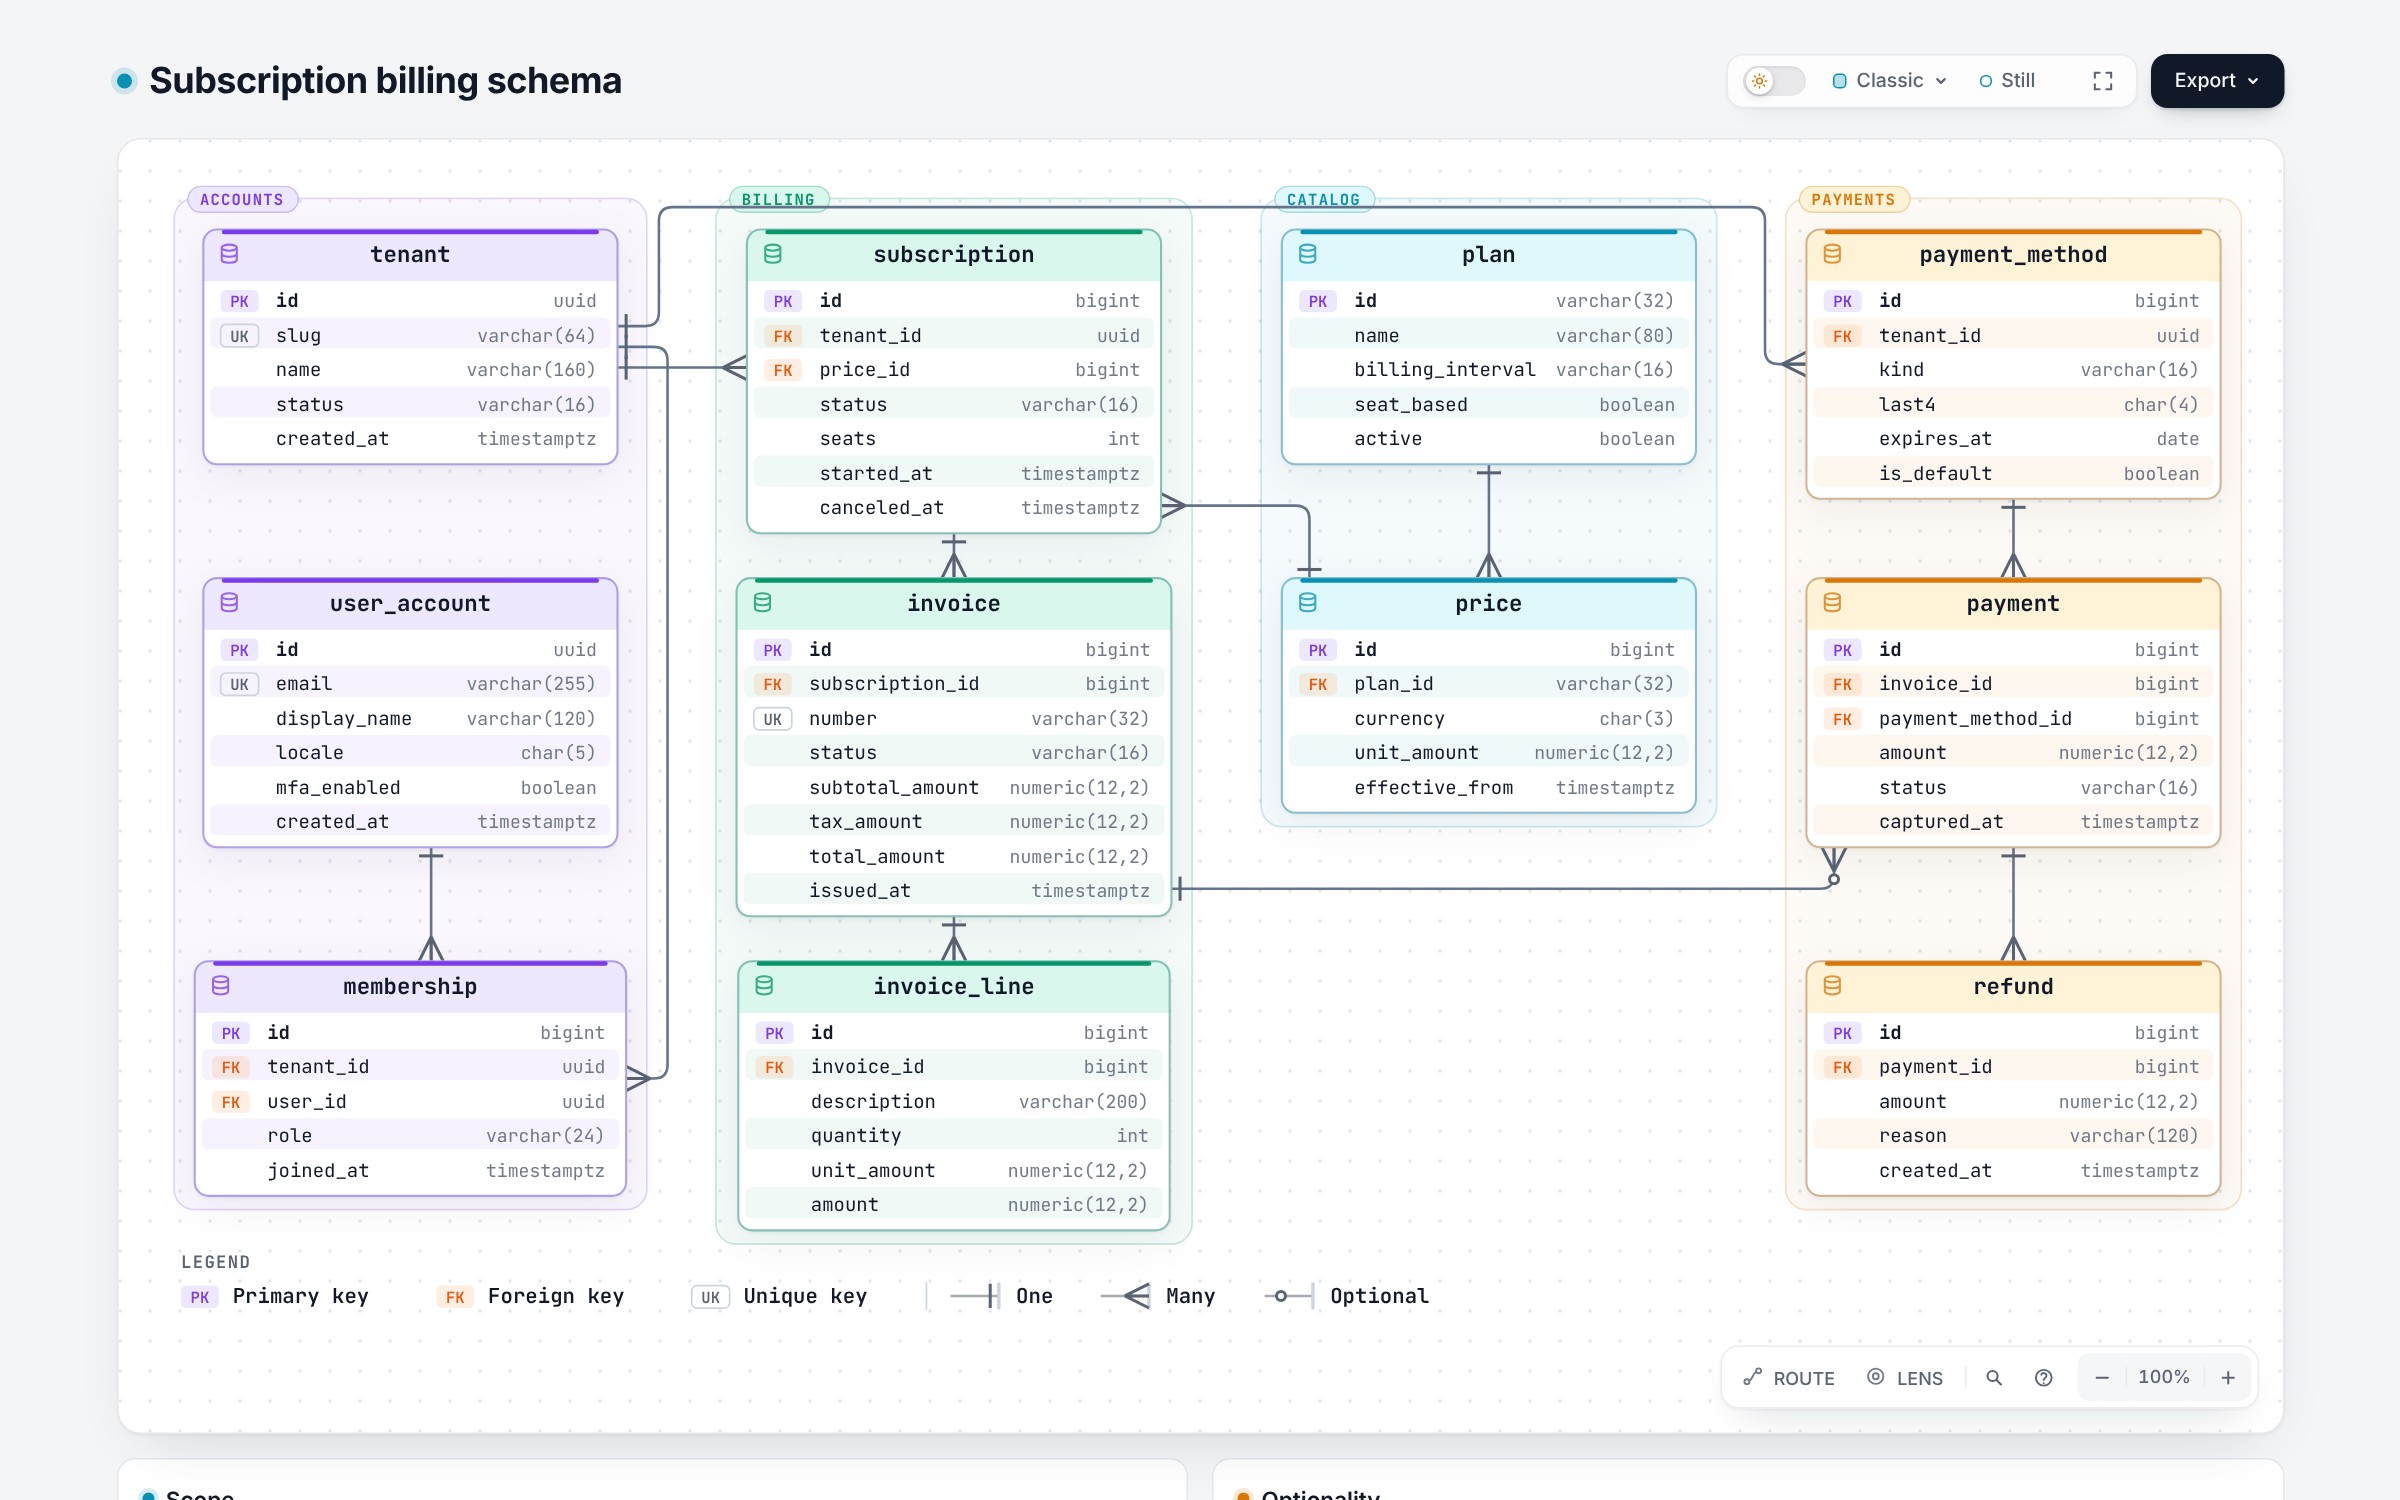 Subscription billing schema
Classic
Still
Export
ACCOUNTS
tenant
PK id uuid
UK slug varchar(64)
name varchar(160)
status varchar(16)
created_at timestamptz
user_account
PK id uuid
UK email varchar(255)
display_name varchar(120)
locale char(5)
mfa_enabled boolean
created_at timestamptz
membership
PK id bigint
FK tenant_id uuid
FK user_id uuid
role varchar(24)
joined_at timestamptz
BILLING
subscription
PK id bigint
FK tenant_id uuid
FK price_id bigint
status varchar(16)
seats int
started_at timestamptz
canceled_at timestamptz
invoice
PK id bigint
FK subscription_id bigint
UK number varchar(32)
status varchar(16)
subtotal_amount numeric(12,2)
tax_amount numeric(12,2)
total_amount numeric(12,2)
issued_at timestamptz
invoice_line
PK id bigint
FK invoice_id bigint
description varchar(200)
quantity int
unit_amount numeric(12,2)
amount numeric(12,2)
CATALOG
plan
PK id varchar(32)
name varchar(80)
billing_interval varchar(16)
seat_based boolean
active boolean
price
PK id bigint
FK plan_id varchar(32)
currency char(3)
unit_amount numeric(12,2)
effective_from timestamptz
PAYMENTS
payment_method
PK id bigint
FK tenant_id uuid
kind varchar(16)
last4 char(4)
expires_at date
is_default boolean
payment
PK id bigint
FK invoice_id bigint
FK payment_method_id bigint
amount numeric(12,2)
status varchar(16)
captured_at timestamptz
refund
PK id bigint
FK payment_id bigint
amount numeric(12,2)
reason varchar(120)
created_at timestamptz
LEGEND
PK Primary key FK Foreign key UK Unique key One Many Optional
ROUTE LENS − 100% +
Scope
Optionality